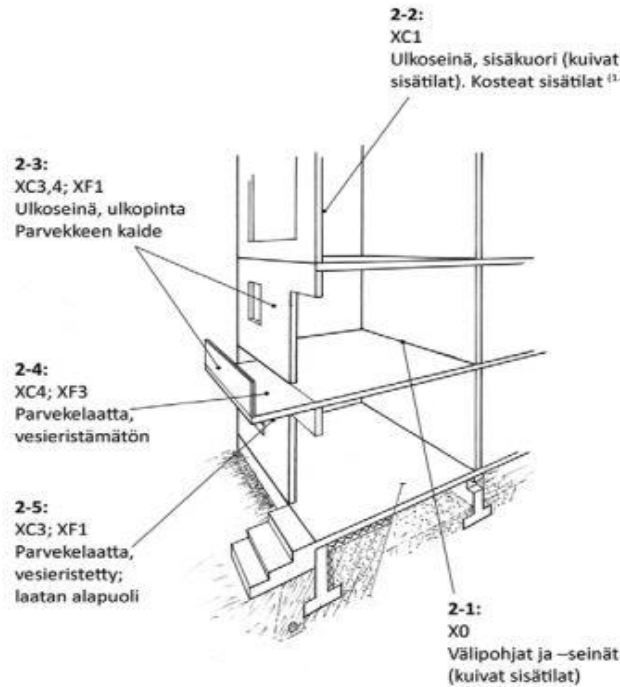 2-2:
XC1
Ulkoseinä, sisäkuori (kuivat
sisätilat). Kosteat sisätilat (1.
2-3:
XC3,4; XF1
Ulkoseinä, ulkopinta
Parvekkeen kaide
2-4:
XC4; XF3
Parvekelaatta,
vesieristämätön
2-5:
XC3; XF1
Parvekelaatta,
vesieristetty;
laatan alapuoli
2-1:
X0
Välipohjat ja –seinät
(kuivat sisätilat)